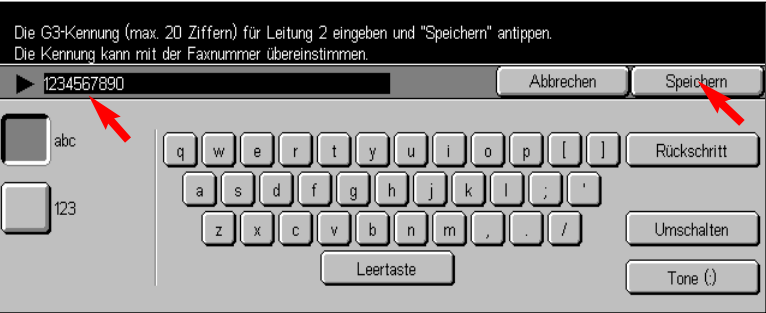 Die G3-Kennung (max. 20 Ziffern) für Leitung 2 eingeben und "Speichern" antippen.
Die Kennung kann mit der Faxnummer übereinstimmen.
1234567890 Abbrechen Speichern
abc
123
q w e r t y u i o p [ ] Rückschritt
a s d f g h j k l ; '
z x c v b n m , . / Umschalten
Leertaste Tone (:)